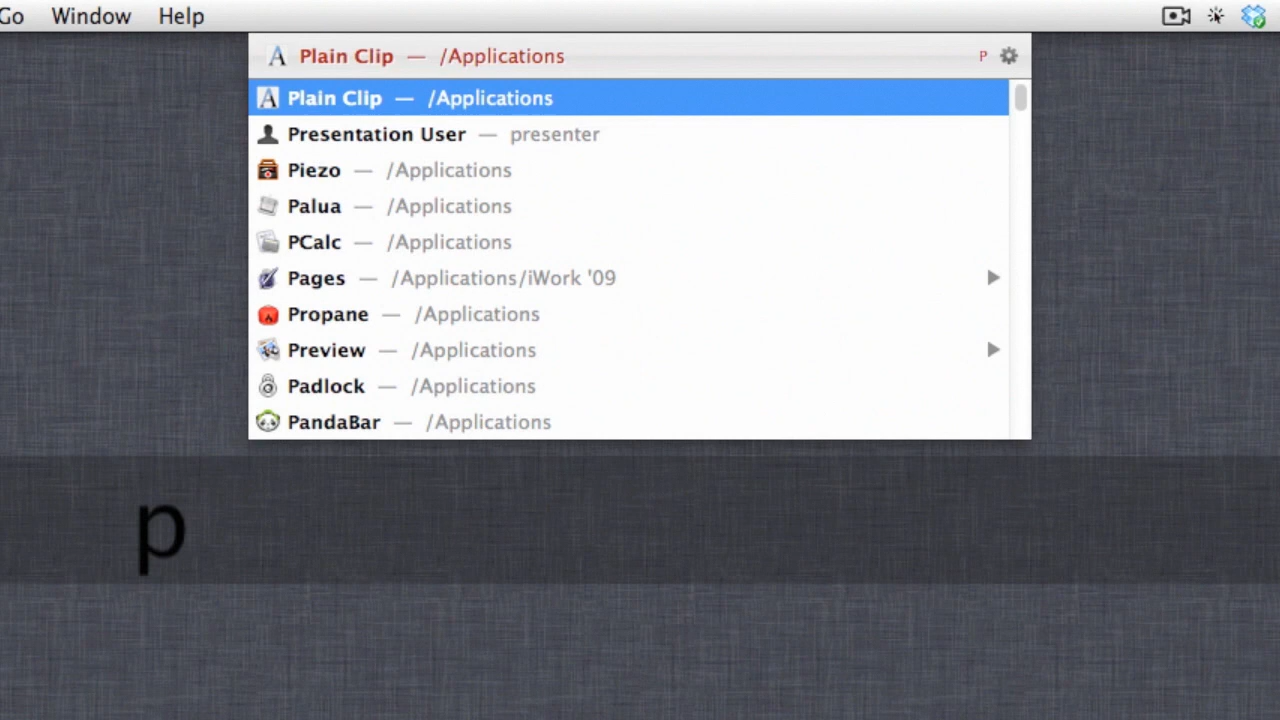 Go Window Help
Plain Clip — /Applications P
Plain Clip — /Applications
Presentation User — presenter
Piezo — /Applications
Palua — /Applications
PCalc — /Applications
Pages — /Applications/iWork '09
Propane — /Applications
Preview — /Applications
Padlock — /Applications
PandaBar — /Applications
p